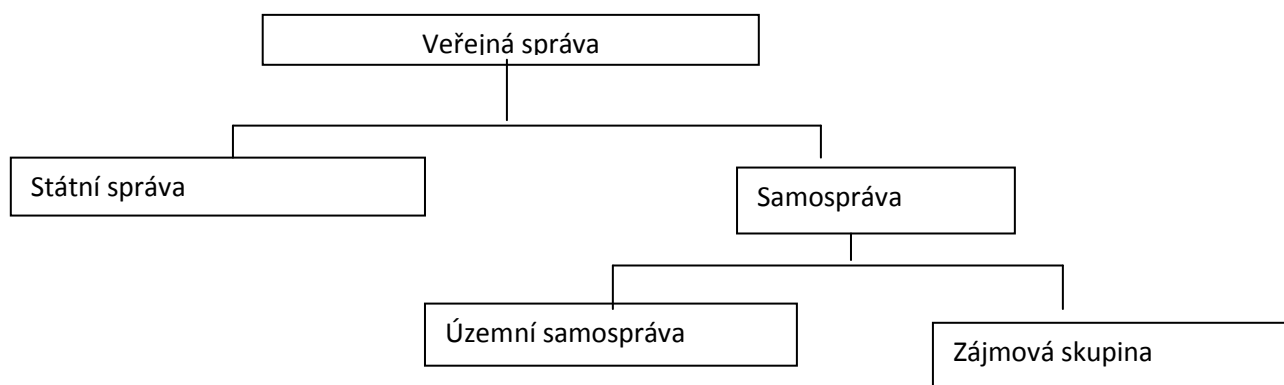 Veřejná správa
Státní správa
Samospráva
Územní samospráva
Zájmová skupina